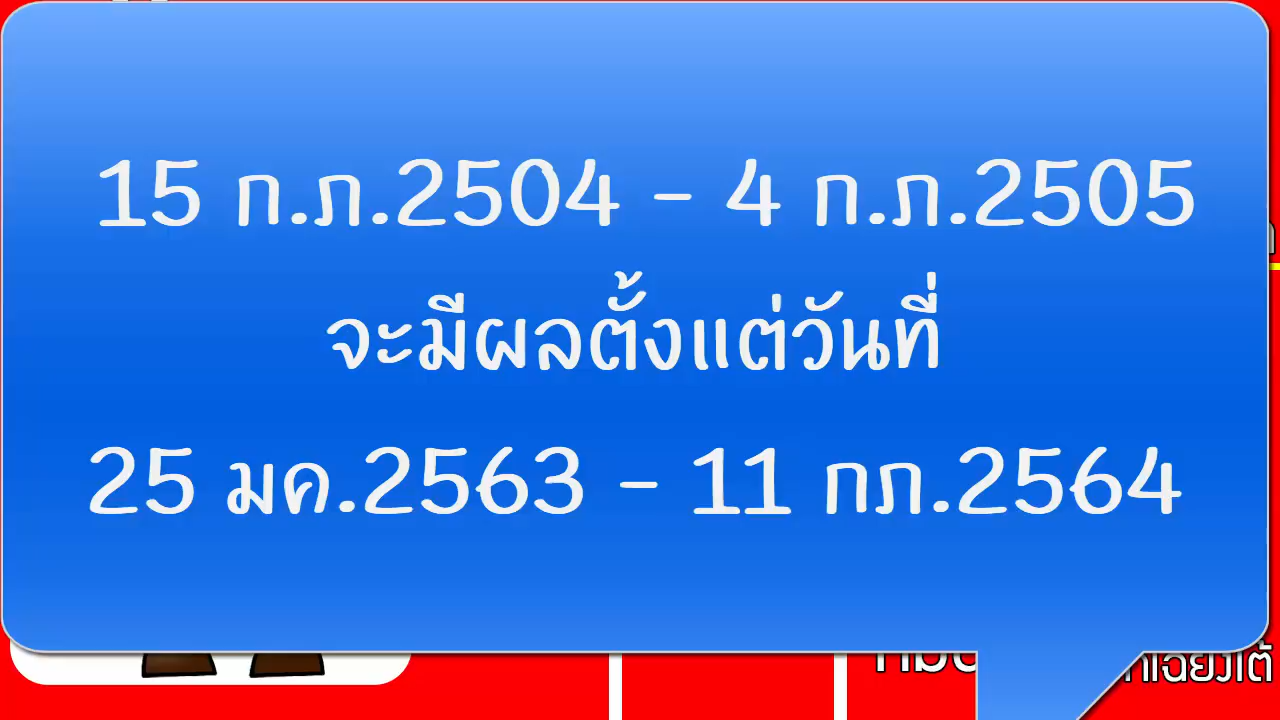 15 ก.ภ.2504 - 4 ก.ภ.2505
จะมีผลตั้งแต่วันที่
25 มค.2563 - 11 กภ.2564